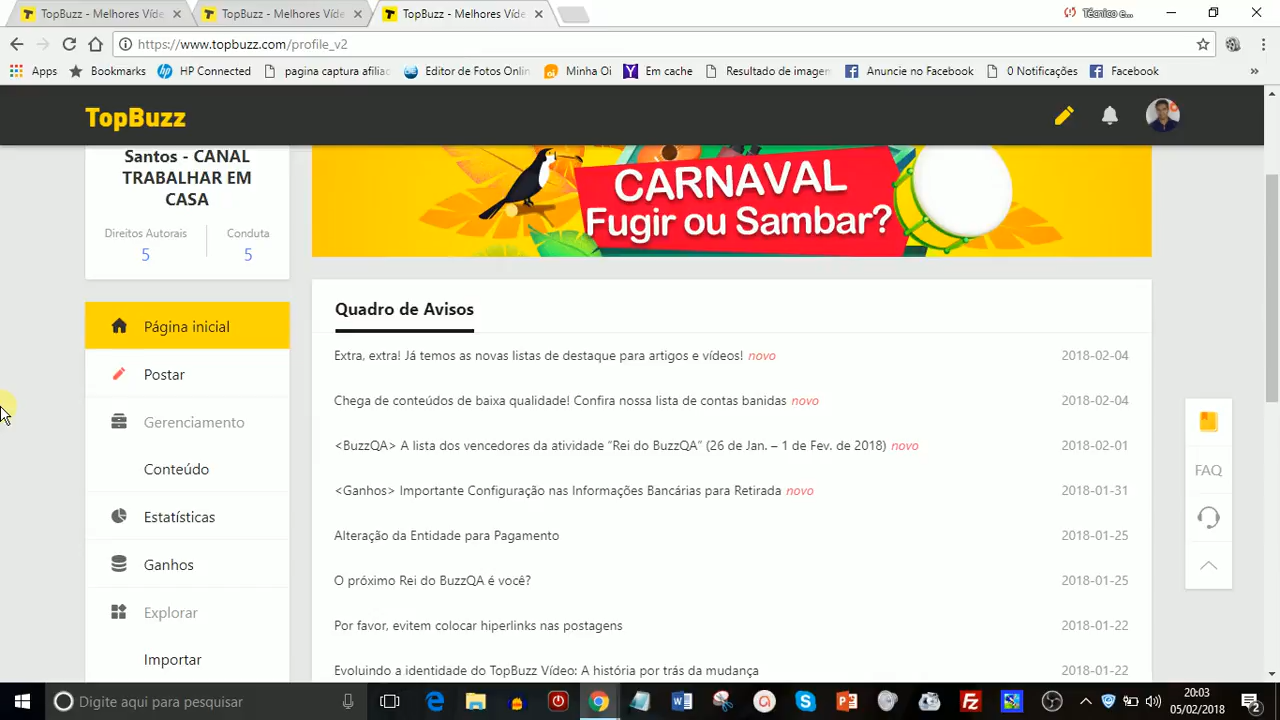 TopBuzz - Melhores Víde
TopBuzz - Melhores Víde
TopBuzz - Melhores Víde
Técnico e...
https://www.topbuzz.com/profile_v2
Apps
Bookmarks
HP Connected
pagina captura afiliac
Editor de Fotos Onlin
Minha Oi
Em cache
Resultado de imagen
Anuncie no Facebook
0 Notificações
Facebook
»
TopBuzz
Santos - CANAL
TRABALHAR EM
CASA
Direitos Autorais
Conduta
5
5
CARNAVAL
Fugir ou Sambar?
Página inicial
Postar
Gerenciamento
Conteúdo
Estatísticas
Ganhos
Explorar
Importar
Quadro de Avisos
Extra, extra! Já temos as novas listas de destaque para artigos e vídeos! novo 2018-02-04
Chega de conteúdos de baixa qualidade! Confira nossa lista de contas banidas novo 2018-02-04
<BuzzQA> A lista dos vencedores da atividade “Rei do BuzzQA” (26 de Jan. – 1 de Fev. de 2018) novo 2018-02-01
<Ganhos> Importante Configuração nas Informações Bancárias para Retirada novo 2018-01-31
Alteração da Entidade para Pagamento 2018-01-25
O próximo Rei do BuzzQA é você? 2018-01-25
Por favor, evitem colocar hiperlinks nas postagens 2018-01-22
Evoluindo a identidade do TopBuzz Vídeo: A história por trás da mudança 2018-01-22
FAQ
Digite aqui para pesquisar
20:03
05/02/2018
2